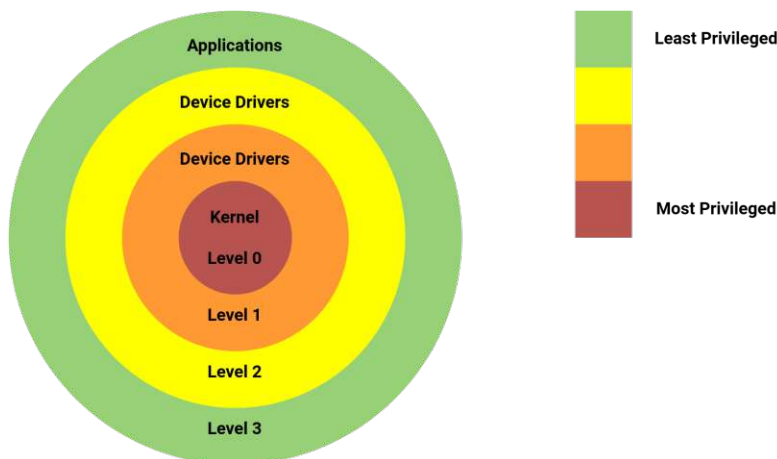 Applications
Device Drivers
Device Drivers
Kernel
Level 0
Level 1
Level 2
Level 3
Least Privileged
Most Privileged